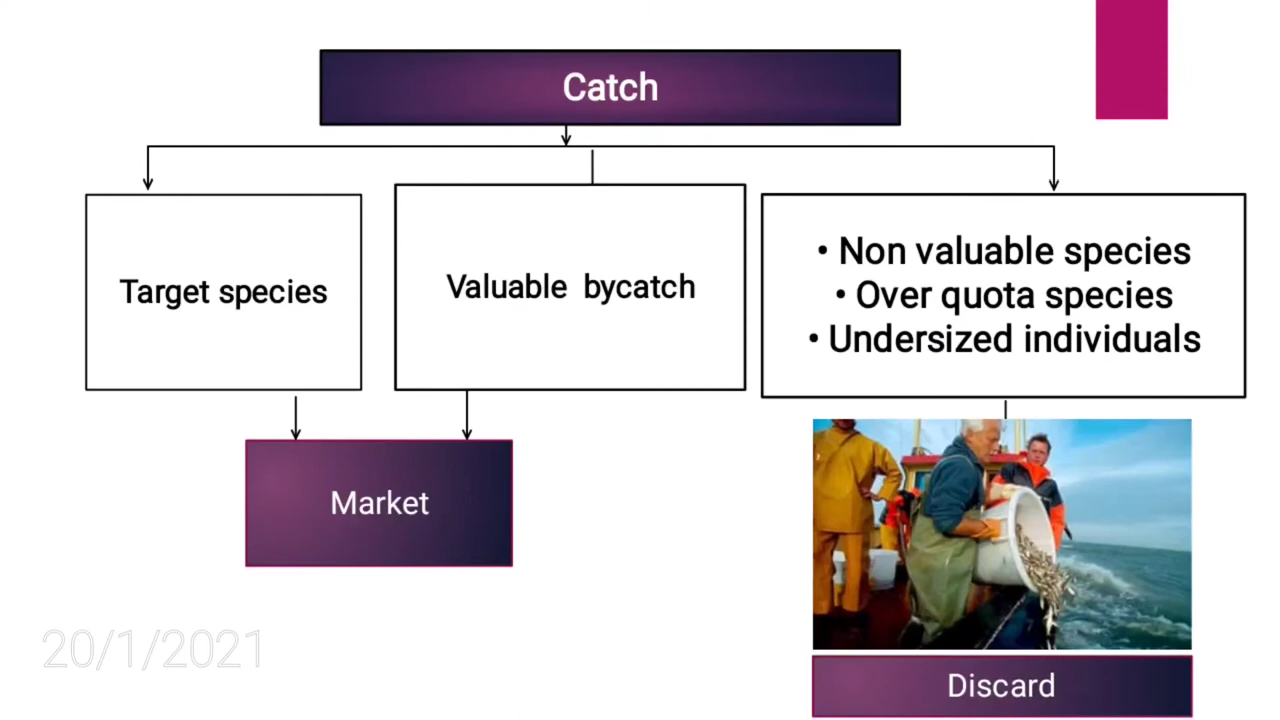 Catch
Target species
Valuable bycatch
• Non valuable species
• Over quota species
• Undersized individuals
Market
Discard
20/1/2021